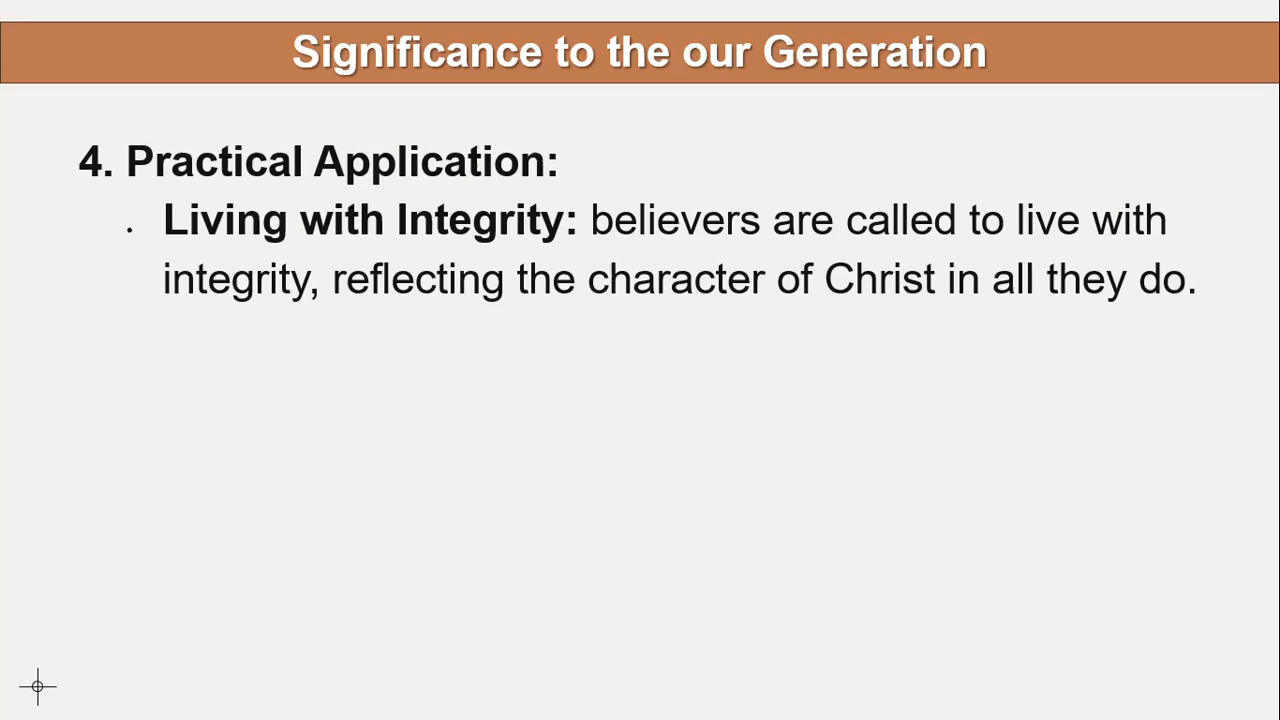 Significance to the our Generation
4. Practical Application:
. Living with Integrity: believers are called to live with
integrity, reflecting the character of Christ in all they do.